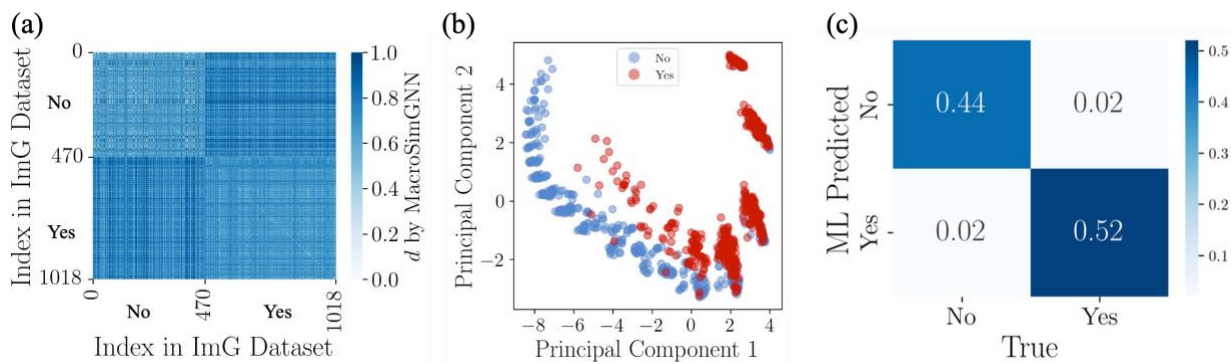 (a)
Index in ImG Dataset
0
No
470
Yes
1018
0
No
470
Yes
1018
Index in ImG Dataset
1.0
0.8
0.6
0.4
0.2
0.0
d by MacroSimGNN
(b)
Principal Component 2
4
2
0
−2
No
Yes
−8 −6 −4 −2 0 2 4
Principal Component 1
(c)
ML Predicted
No
Yes
0.44 0.02
0.02 0.52
No Yes
True
0.5
0.4
0.3
0.2
0.1